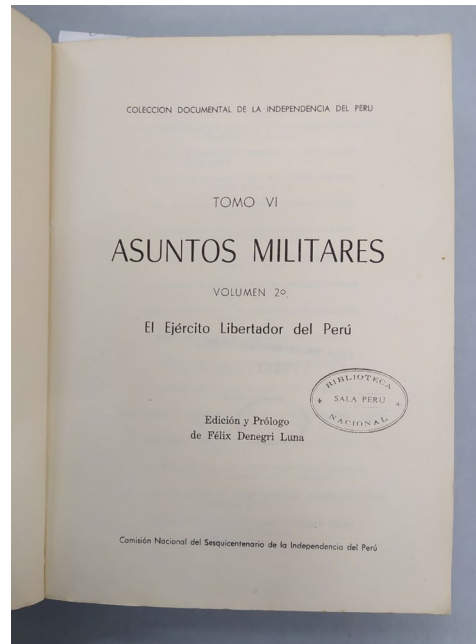 COLECCION DOCUMENTAL DE LA INDEPENDENCIA DEL PERU
TOMO VI
ASUNTOS MILITARES
VOLUMEN 2º.
El Ejército Libertador del Perú
BIBLIOTECA
SALA PERU
NACIONAL
Edición y Prólogo
de Félix Denegri Luna
Comisión Nacional del Sesquicentenario de la Independencia del Perú